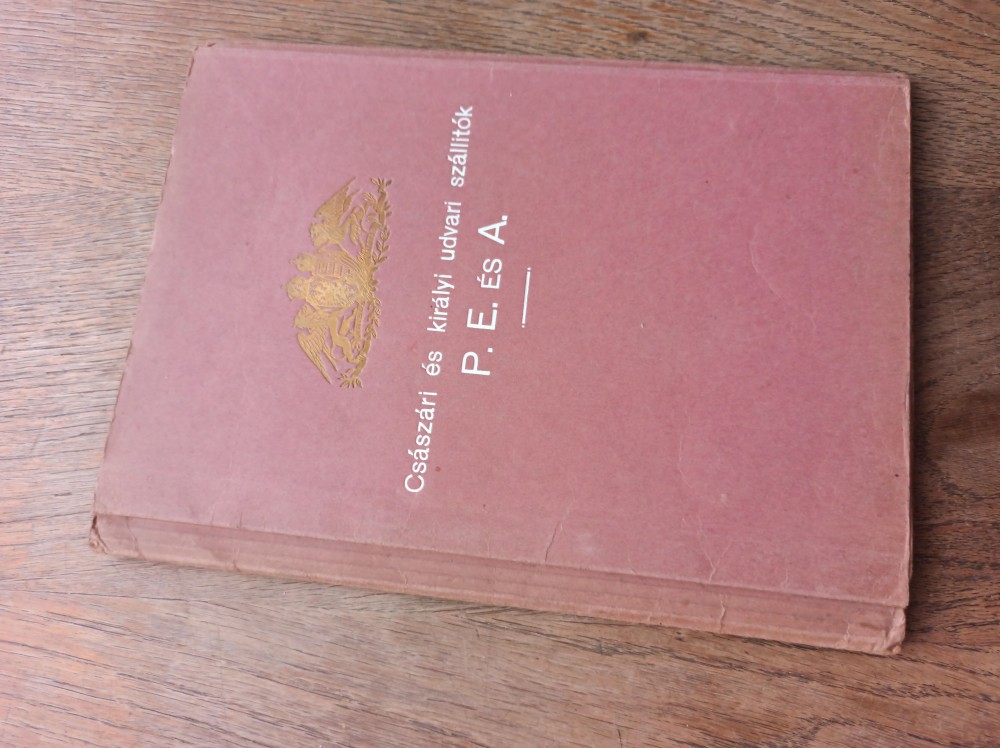 Császári és királyi udvari szállitók
P. E. ÉS A.